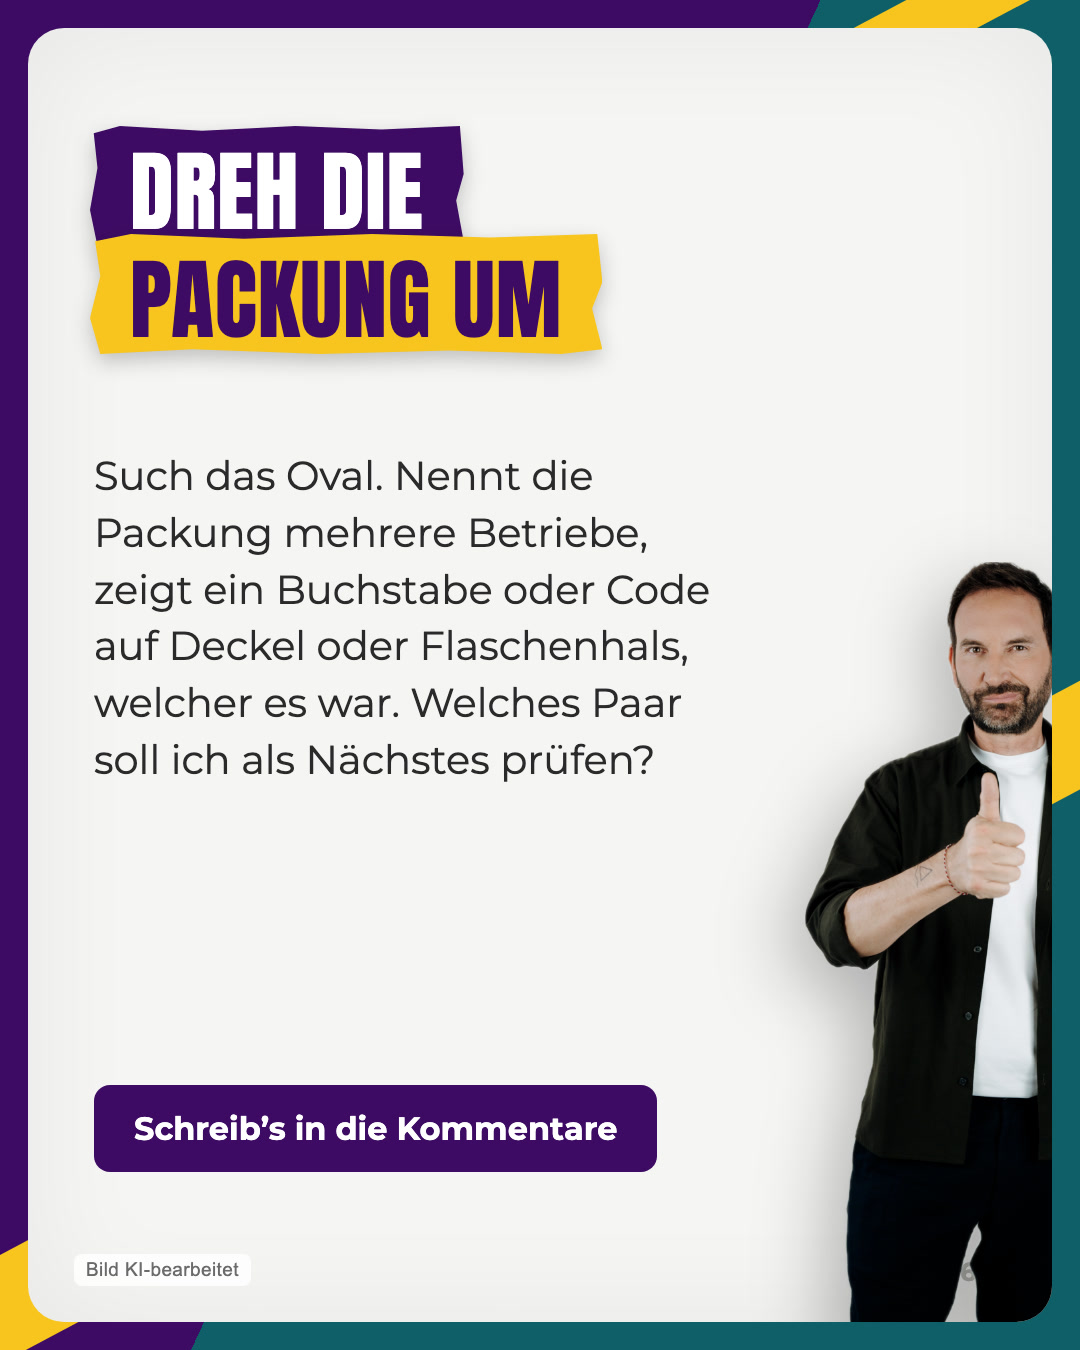 DREH DIE
PACKUNG UM
Such das Oval. Nennt die
Packung mehrere Betriebe,
zeigt ein Buchstabe oder Code
auf Deckel oder Flaschenhals,
welcher es war. Welches Paar
soll ich als Nächstes prüfen?
Schreib’s in die Kommentare
Bild KI-bearbeitet